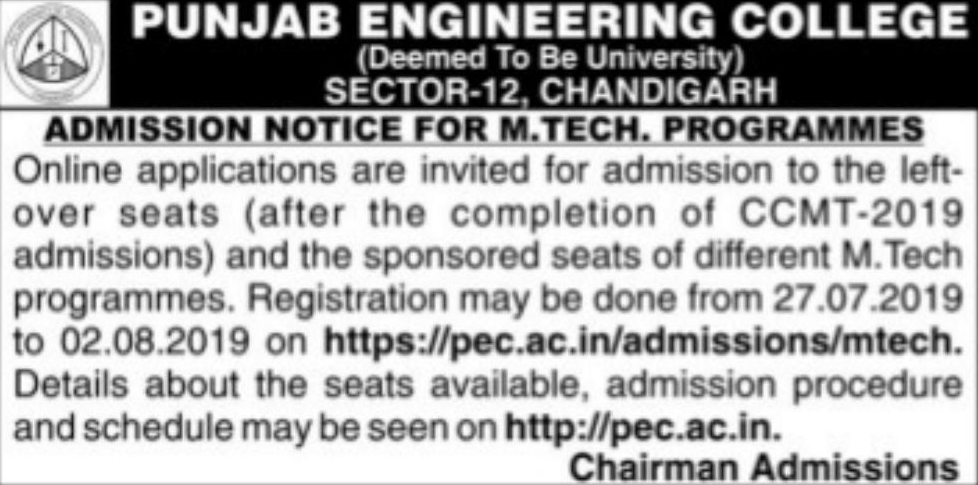 PUNJAB ENGINEERING COLLEGE
(Deemed To Be University)
SECTOR-12, CHANDIGARH
ADMISSION NOTICE FOR M.TECH. PROGRAMMES
Online applications are invited for admission to the left-
over seats (after the completion of CCMT-2019
admissions) and the sponsored seats of different M.Tech
programmes. Registration may be done from 27.07.2019
to 02.08.2019 on https://pec.ac.in/admissions/mtech.
Details about the seats available, admission procedure
and schedule may be seen on http://pec.ac.in.
Chairman Admissions